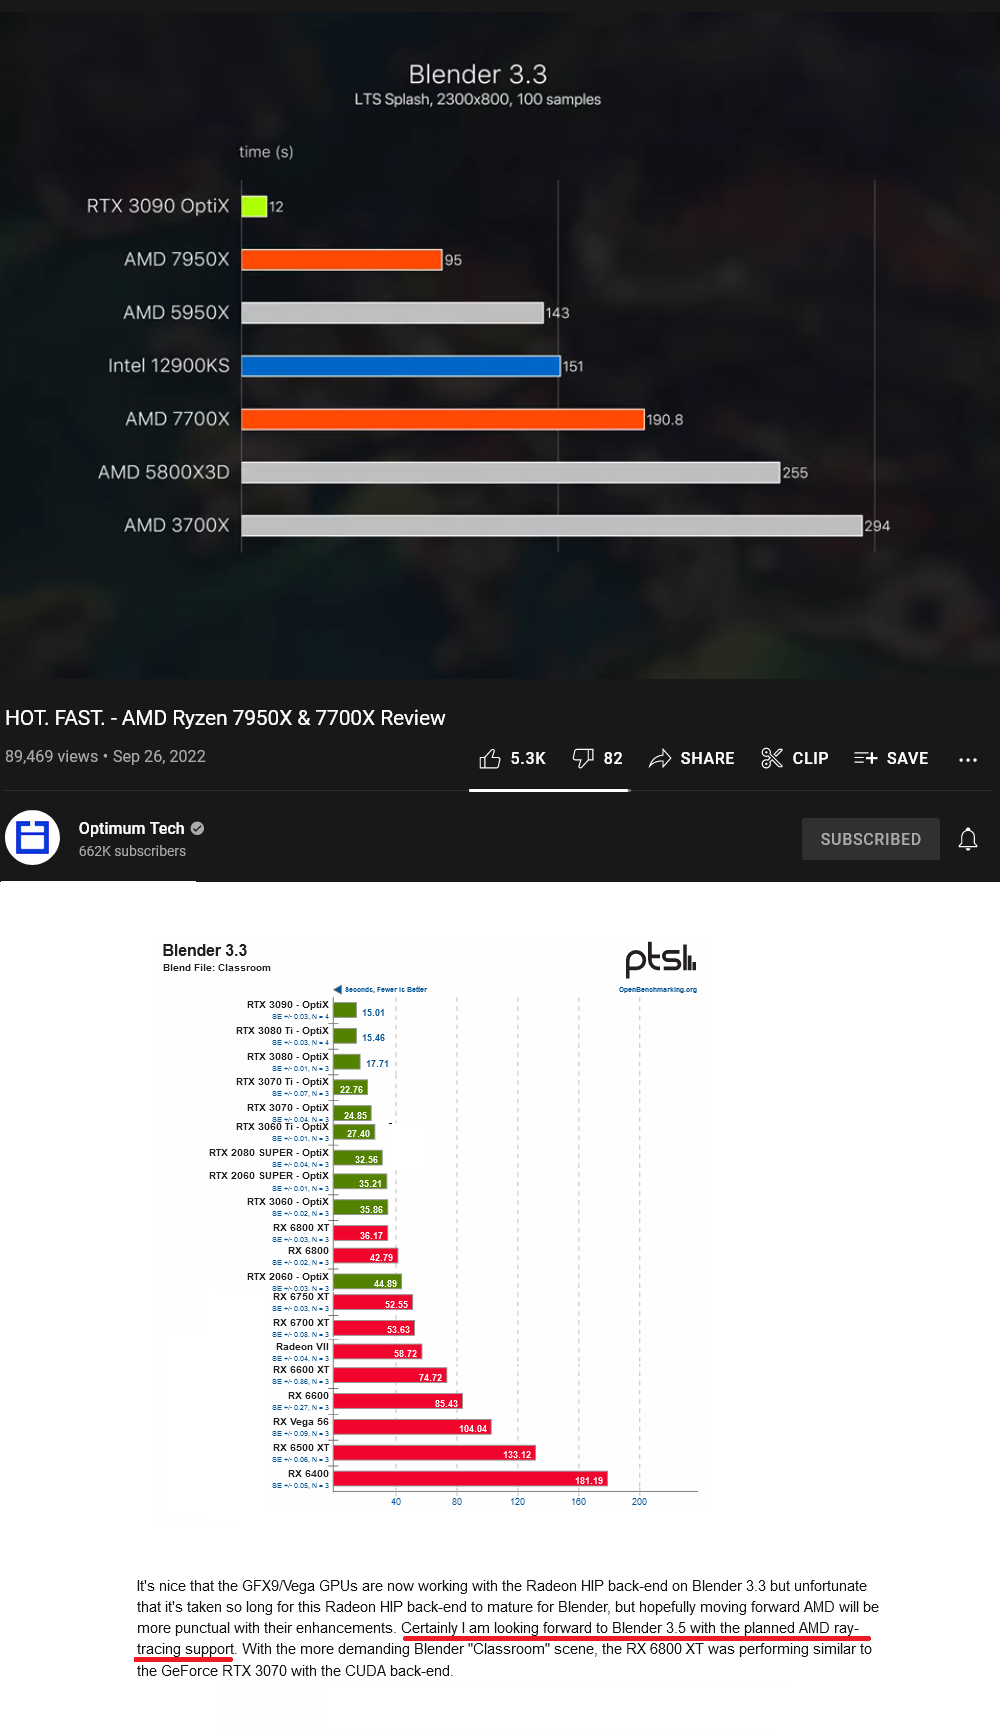 Blender 3.3
LTS Splash, 2300x800, 100 samples
time (s)
RTX 3090 OptiX 12
AMD 7950X 95
AMD 5950X 143
Intel 12900KS 151
AMD 7700X 190.8
AMD 5800X3D 255
AMD 3700X 294
HOT. FAST. - AMD Ryzen 7950X & 7700X Review
89,469 views • Sep 26, 2022
5.3K 82 SHARE CLIP SAVE ...
Optimum Tech
662K subscribers
SUBSCRIBED
Blender 3.3
Blend File: Classroom
ptsl
Seconds, Fewer Is Better
OpenBenchmarking.org
RTX 3090 - OptiX 15.01
SE +/- 0.03, N = 4
RTX 3080 Ti - OptiX 15.46
SE +/- 0.03, N = 4
RTX 3080 - OptiX 17.71
SE +/- 0.01, N = 3
RTX 3070 Ti - OptiX 22.76
SE +/- 0.07, N = 3
RTX 3070 - OptiX 24.85
SE +/- 0.04, N = 3
RTX 3060 Ti - OptiX 27.40
SE +/- 0.01, N = 3
RTX 2080 SUPER - OptiX 32.56
SE +/- 0.04, N = 3
RTX 2060 SUPER - OptiX 35.21
SE +/- 0.01, N = 3
RTX 3060 - OptiX 35.86
SE +/- 0.02, N = 3
RX 6800 XT 36.17
SE +/- 0.03, N = 3
RX 6800 42.79
SE +/- 0.02, N = 3
RTX 2060 - OptiX 44.89
SE +/- 0.03, N = 3
RX 6750 XT 52.55
SE +/- 0.03, N = 3
RX 6700 XT 53.63
SE +/- 0.08, N = 3
Radeon VII 58.72
SE +/- 0.04, N = 3
RX 6600 XT 74.72
SE +/- 0.86, N = 3
RX 6600 85.43
SE +/- 0.27, N = 3
RX Vega 56 104.04
SE +/- 0.09, N = 3
RX 6500 XT 133.12
SE +/- 0.06, N = 3
RX 6400 181.19
SE +/- 0.05, N = 3
40 80 120 160 200
It's nice that the GFX9/Vega GPUs are now working with the Radeon HIP back-end on Blender 3.3 but unfortunate
that it's taken so long for this Radeon HIP back-end to mature for Blender, but hopefully moving forward AMD will be
more punctual with their enhancements. Certainly I am looking forward to Blender 3.5 with the planned AMD ray-
tracing support. With the more demanding Blender "Classroom" scene, the RX 6800 XT was performing similar to
the GeForce RTX 3070 with the CUDA back-end.